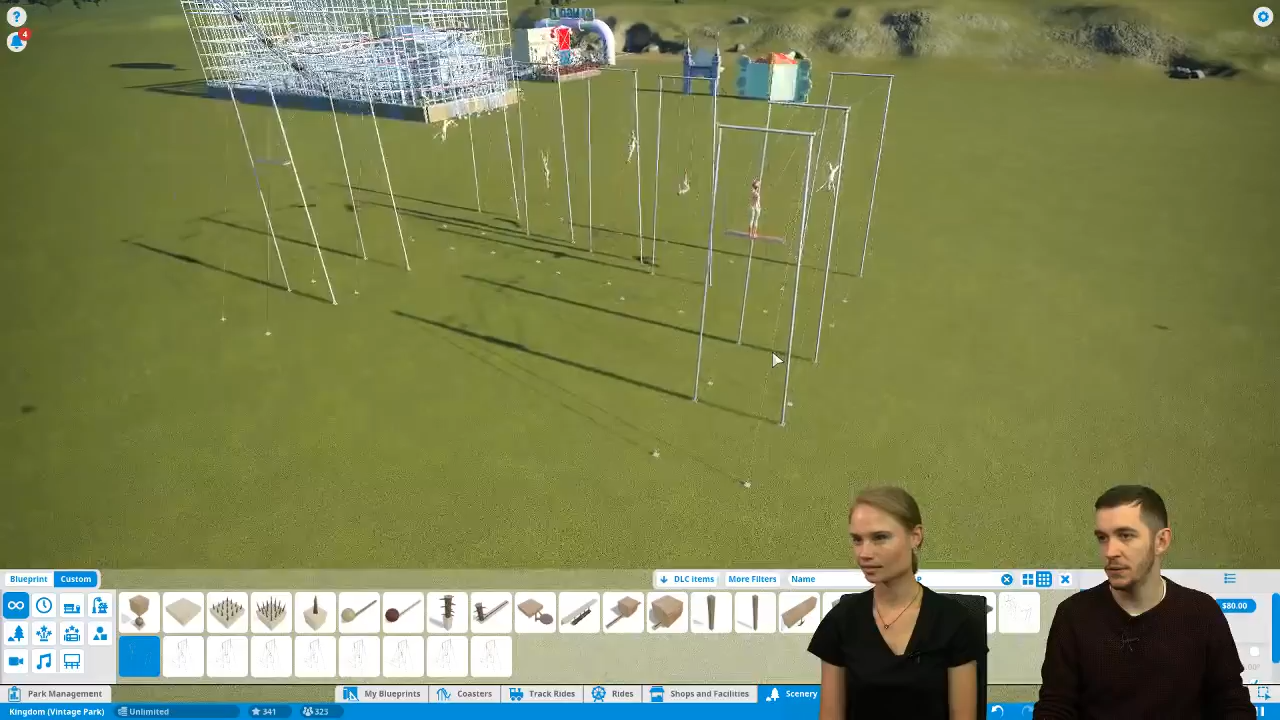 ?
4
Blueprint
Custom
DLC items
More Filters
Name
$80.00
Park Management
My Blueprints
Coasters
Track Rides
Rides
Shops and Facilities
Scenery
Kingdom (Vintage Park)
Unlimited
341
323